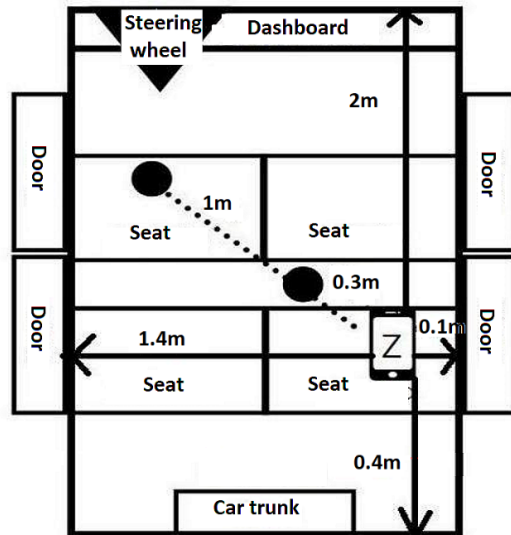 Steering
wheel
Dashboard
2m
Door
Door
1m
Seat
Seat
0.3m
Door
Door
1.4m
0.1m
Z
Seat
Seat
0.4m
Car trunk